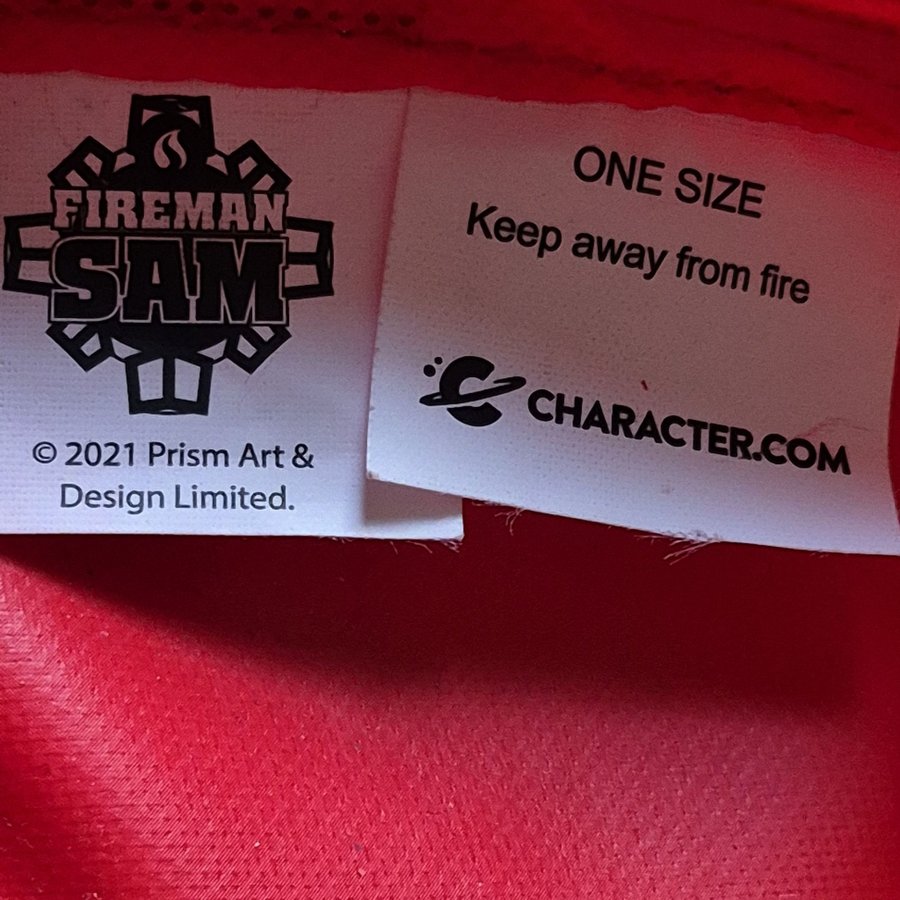 FIREMAN
SAM
© 2021 Prism Art &
Design Limited.
ONE SIZE
Keep away from fire
CHARACTER.COM